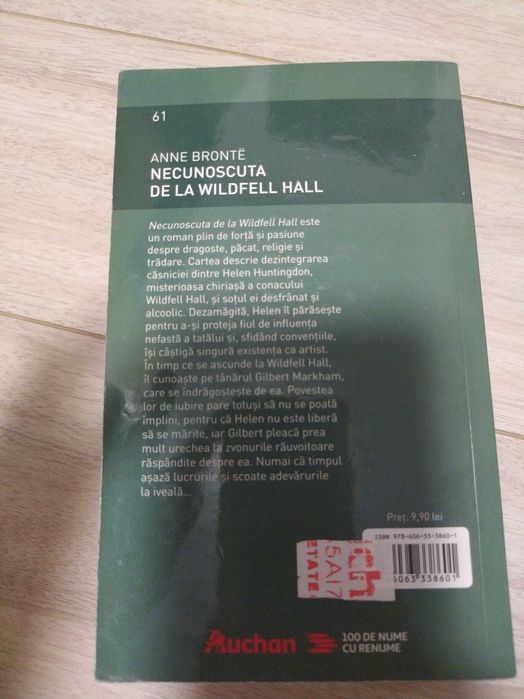 61
ANNE BRONTË
NECUNOSCUTA
DE LA WILDFELL HALL
Necunoscuta de la Wildfell Hall este
un roman plin de forță și pasiune
despre dragoste, păcat, religie și
trădare. Cartea descrie dezintegrarea
căsniciei dintre Helen Huntingdon,
misterioasa chiriașă a conacului
Wildfell Hall, și soțul ei desfrânat și
alcoolic. Dezamăgită, Helen îl părăsește
pentru a-și proteja fiul de influența
nefastă a tatălui și, sfidând convențiile,
își câștigă singură existența ca artist.
În timp ce se ascunde la Wildfell Hall,
îl cunoaște pe tânărul Gilbert Markham,
care se îndrăgostește de ea. Povestea
lor de iubire pare totuși să nu se poată
împlini, pentru că Helen nu este liberă
să se mărite, iar Gilbert pleacă prea
mult urechea la zvonurile răuvoitoare
răspândite despre ea. Numai că timpul
așază lucrurile și scoate adevărurile
la iveală...
Preț: 9,90 lei
ISBN 978-606-33-3860-1
6063 338601
Auchan
100 DE NUME
CU RENUME